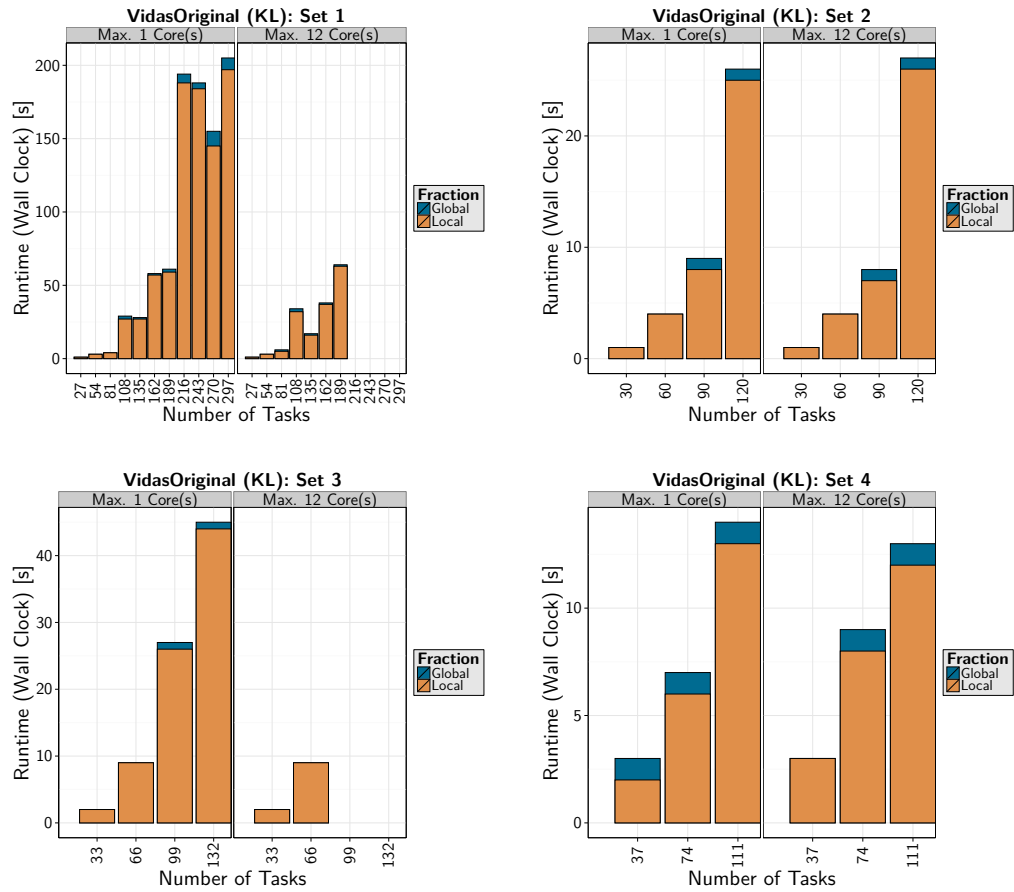 VidasOriginal (KL): Set 1
Max. 1 Core(s) Max. 12 Core(s)
Runtime (Wall Clock) [s]
200
150
100
50
0
27 54 81 108 135 162 189 216 243 270 297 27 54 81 108 135 162 189 216 243 270 297
Number of Tasks
Fraction
Global
Local
VidasOriginal (KL): Set 2
Max. 1 Core(s) Max. 12 Core(s)
Runtime (Wall Clock) [s]
20
10
0
30 60 90 120 30 60 90 120
Number of Tasks
Fraction
Global
Local
VidasOriginal (KL): Set 3
Max. 1 Core(s) Max. 12 Core(s)
Runtime (Wall Clock) [s]
40
30
20
10
0
33 66 99 132 33 66 99 132
Number of Tasks
Fraction
Global
Local
VidasOriginal (KL): Set 4
Max. 1 Core(s) Max. 12 Core(s)
Runtime (Wall Clock) [s]
10
5
0
37 74 111 37 74 111
Number of Tasks
Fraction
Global
Local